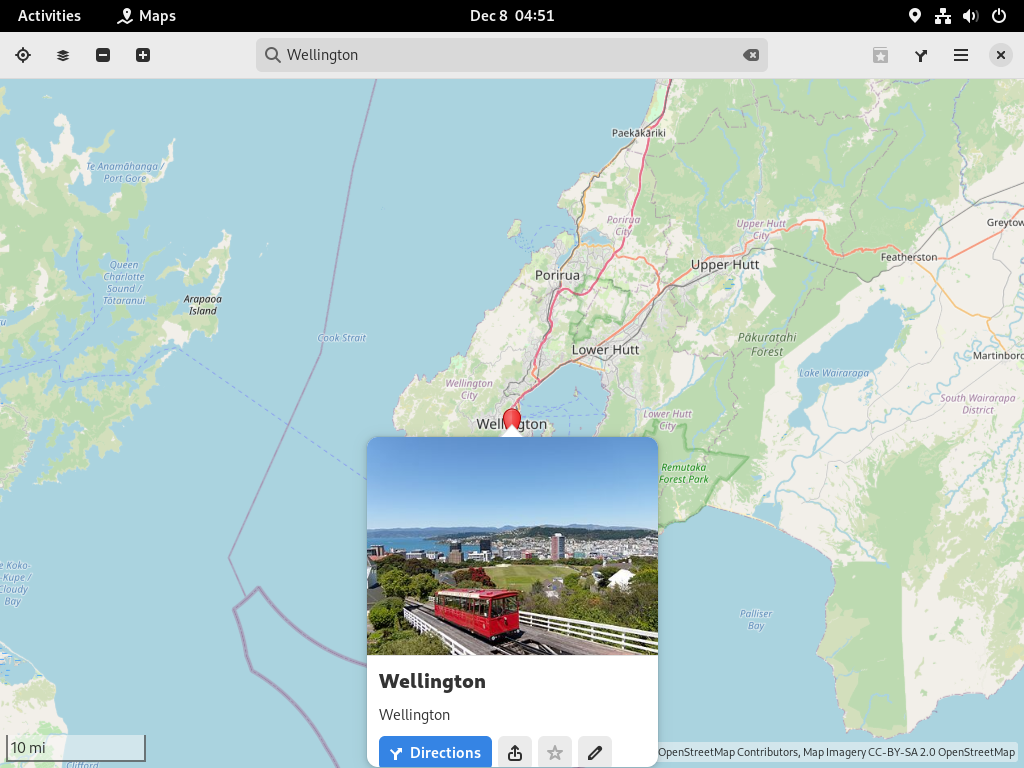 Activities
Maps
Dec 8 04:51
Wellington
Paekākāriki
Te Anamāhanga /
Port Gore
Porirua
City
Upper Hutt
City
Greytow
Featherston
Queen
Charlotte
Sound /
Tōtaranui
Arapaoa
Island
Porirua
Upper Hutt
Cook Strait
Lower Hutt
Pākuratahi
Forest
Martinboro
Lake Wairarapa
Wellington
City
South Wairarapa
District
Lower Hutt
City
Wellington
Remutaka
Forest Park
e Koko-
-Kupe /
Cloudy
Bay
Palliser
Bay
Wellington
Wellington
10 mi
Directions
OpenStreetMap Contributors, Map Imagery CC-BY-SA 2.0 OpenStreetMap
Clifford